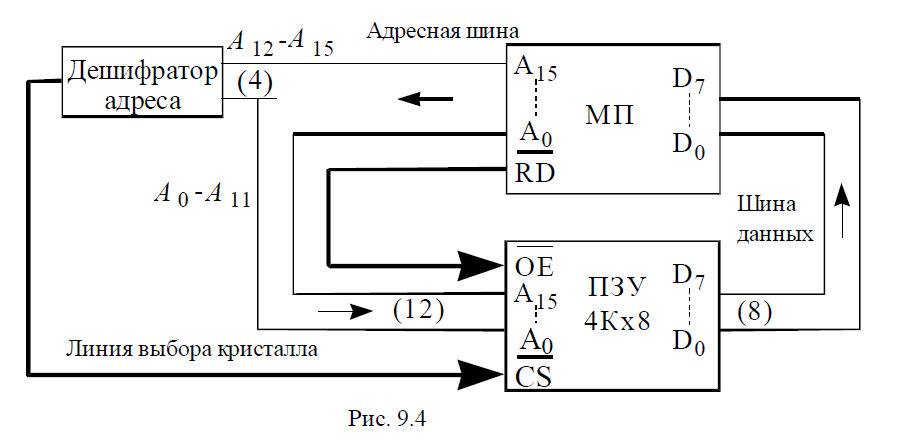 A 12 - A 15
Адресная шина
Дешифратор
адреса
(4)
A15
A0
RD
МП
D7
D0
A 0 - A 11
Шина
данных
OE
A15
A0
CS
ПЗУ
4Кх8
D7
D0
(12)
(8)
Линия выбора кристалла
Рис. 9.4